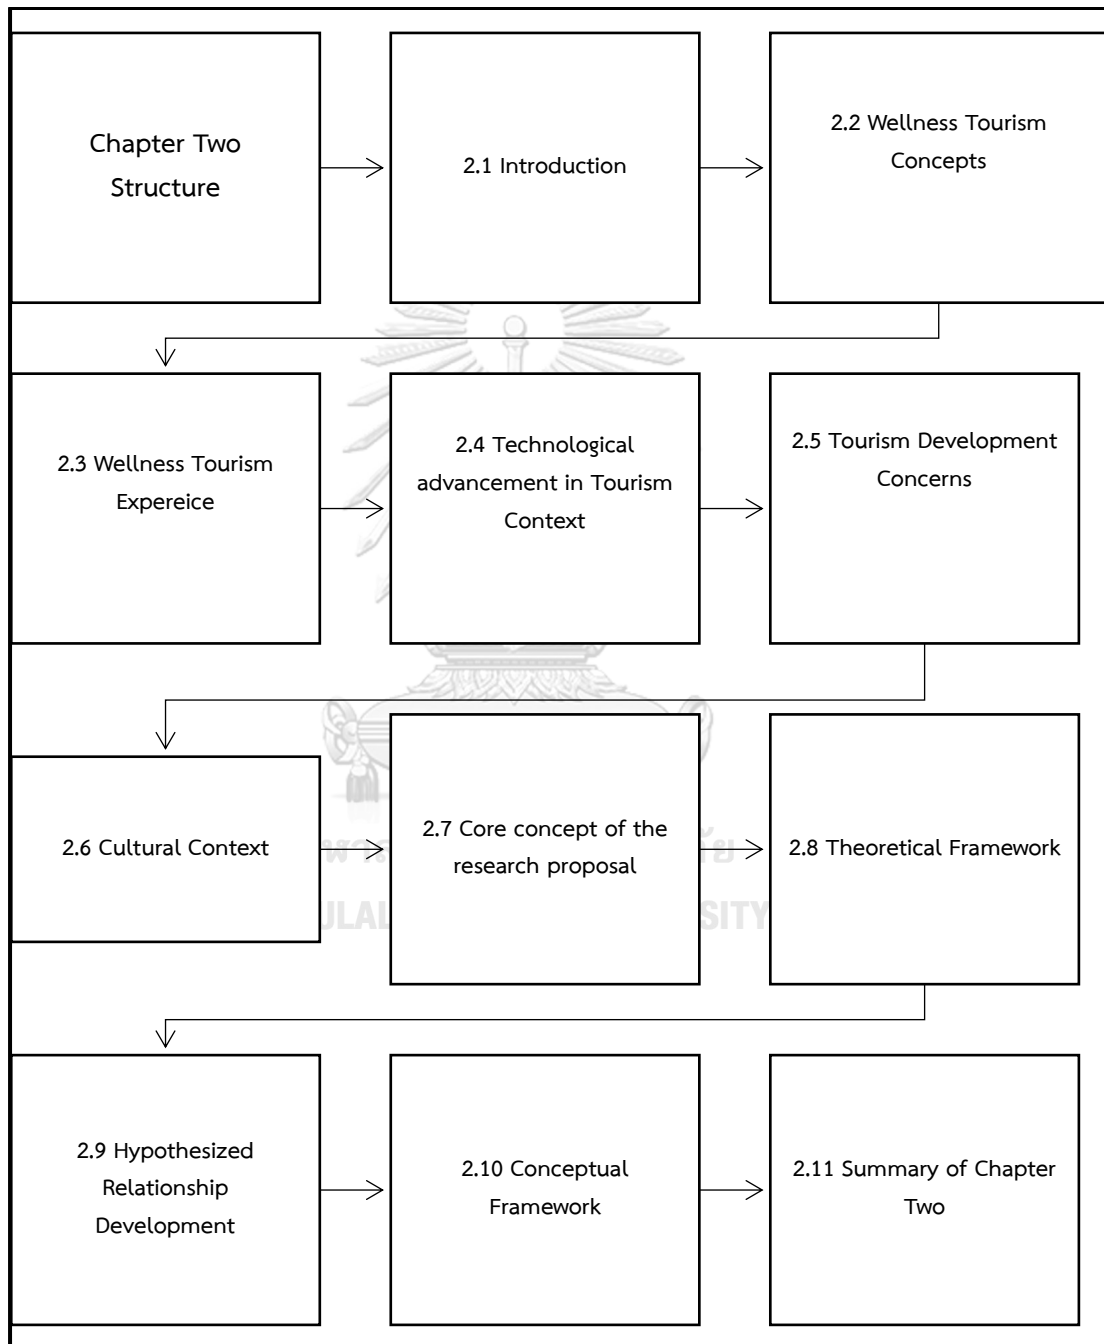 Chapter Two
Structure
2.1 Introduction
2.2 Wellness Tourism
Concepts
2.3 Wellness Tourism
Expereice
2.4 Technological
advancement in Tourism
Context
2.5 Tourism Development
Concerns
2.6 Cultural Context
2.7 Core concept of the
research proposal
2.8 Theoretical Framework
2.9 Hypothesized
Relationship
Development
2.10 Conceptual
Framework
2.11 Summary of Chapter
Two